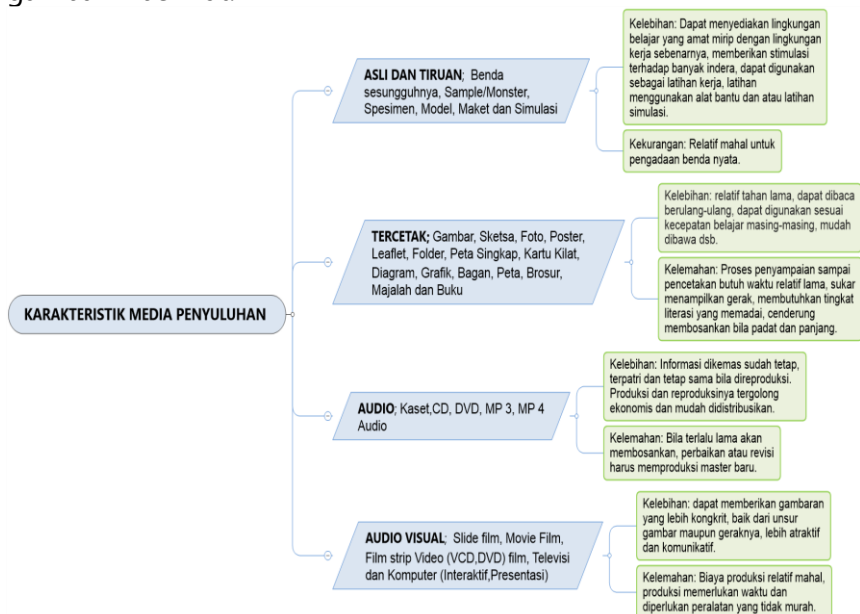 KARAKTERISTIK MEDIA PENYULUHAN
ASLI DAN TIRUAN; Benda
sesungguhnya, Sample/Monster,
Spesimen, Model, Maket dan Simulasi
Kelebihan: Dapat menyediakan lingkungan
belajar yang amat mirip dengan lingkungan
kerja sebenarnya, memberikan stimulasi
terhadap banyak indera, dapat digunakan
sebagai latihan kerja, latihan
menggunakan alat bantu dan atau latihan
simulasi.
Kekurangan: Relatif mahal untuk
pengadaan benda nyata.
TERCETAK; Gambar, Sketsa, Foto, Poster,
Leaflet, Folder, Peta Singkap, Kartu Kilat,
Diagram, Grafik, Bagan, Peta, Brosur,
Majalah dan Buku
Kelebihan: relatif tahan lama, dapat dibaca
berulang-ulang, dapat digunakan sesuai
kecepatan belajar masing-masing, mudah
dibawa dsb.
Kelemahan: Proses penyampaian sampai
pencetakan butuh waktu relatif lama, sukar
menampilkan gerak, membutuhkan tingkat
literasi yang memadai, cenderung
membosankan bila padat dan panjang.
AUDIO; Kaset,CD, DVD, MP 3, MP 4
Audio
Kelebihan: Informasi dikemas sudah tetap,
terpatri dan tetap sama bila direproduksi.
Produksi dan reproduksinya tergolong
ekonomis dan mudah didistribusikan.
Kelemahan: Bila terlalu lama akan
membosankan, perbaikan atau revisi
harus memproduksi master baru.
AUDIO VISUAL; Slide film, Movie Film,
Film strip Video (VCD,DVD) film, Televisi
dan Komputer (Interaktif,Presentasi)
Kelebihan: dapat memberikan gambaran
yang lebih kongkrit, baik dari unsur
gambar maupun geraknya, lebih atraktif
dan komunikatif.
Kelemahan: Biaya produksi relatif mahal,
produksi memerlukan waktu dan
diperlukan peralatan yang tidak murah.